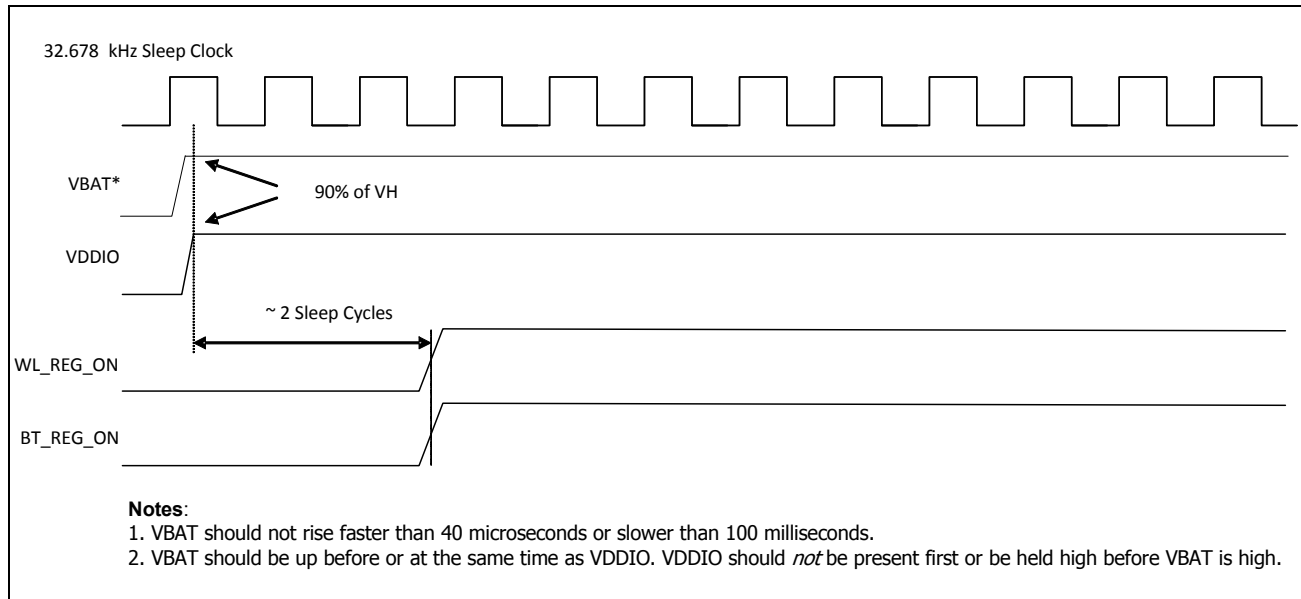 32.678 kHz Sleep Clock
VBAT*
90% of VH
VDDIO
~ 2 Sleep Cycles
WL_REG_ON
BT_REG_ON
Notes:
1. VBAT should not rise faster than 40 microseconds or slower than 100 milliseconds.
2. VBAT should be up before or at the same time as VDDIO. VDDIO should not be present first or be held high before VBAT is high.